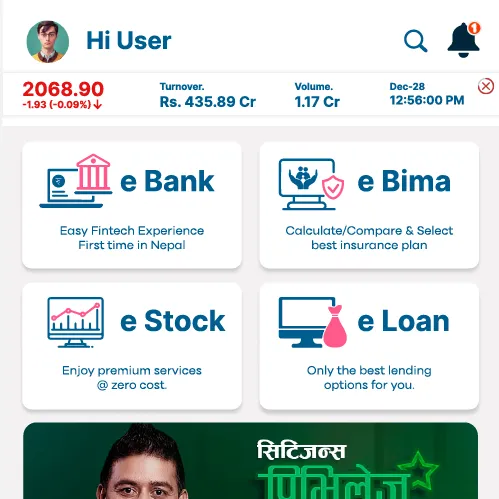 Hi User
1
2068.90
-1.93 (-0.09%)↓
Turnover.
Rs. 435.89 Cr
Volume.
1.17 Cr
Dec-28
12:56:00 PM
e Bank
Easy Fintech Experience
First time in Nepal
e Bima
Calculate/Compare & Select
best insurance plan
e Stock
Enjoy premium services
@ zero cost.
e Loan
Only the best lending
options for you.
सिटिजन्स
प्रिभिलेज